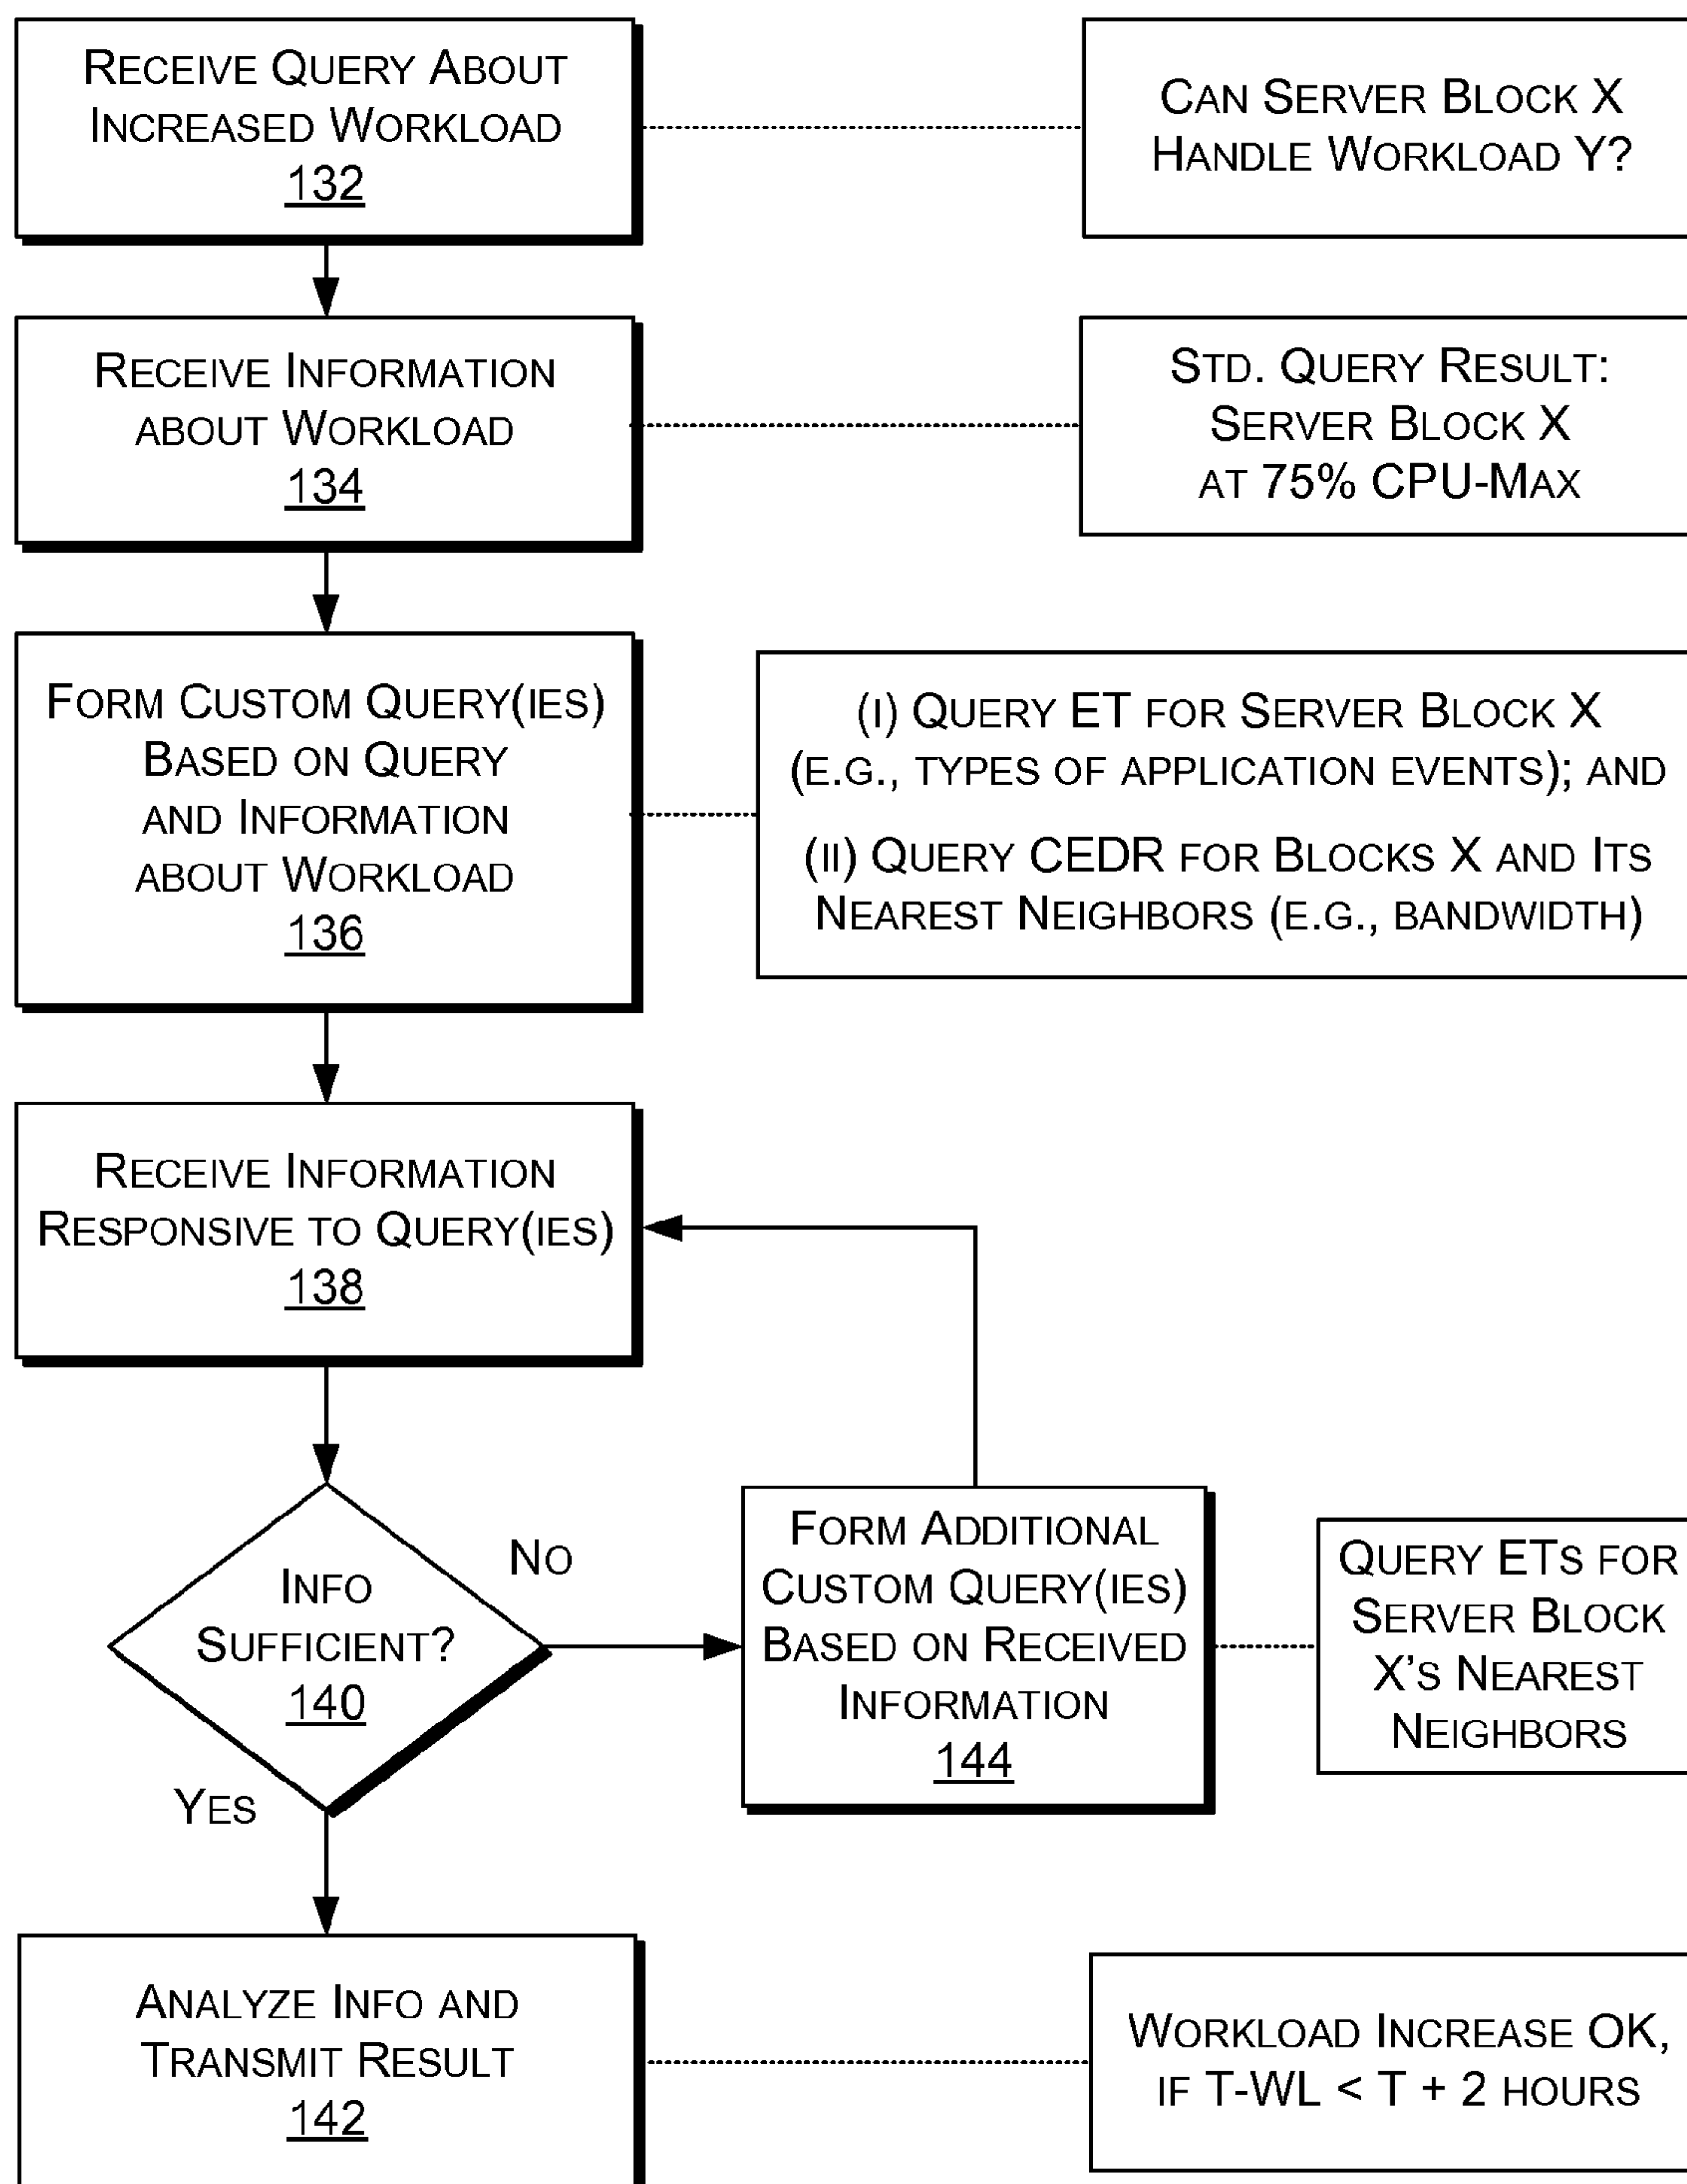 RECEIVE QUERY ABOUT
INCREASED WORKLOAD
132
CAN SERVER BLOCK X
HANDLE WORKLOAD Y?
RECEIVE INFORMATION
ABOUT WORKLOAD
134
STD. QUERY RESULT:
SERVER BLOCK X
AT 75% CPU-MAX
FORM CUSTOM QUERY(IES)
BASED ON QUERY
AND INFORMATION
ABOUT WORKLOAD
136
(I) QUERY ET FOR SERVER BLOCK X
(E.G., TYPES OF APPLICATION EVENTS); AND
(II) QUERY CEDR FOR BLOCKS X AND ITS
NEAREST NEIGHBORS (E.G., BANDWIDTH)
RECEIVE INFORMATION
RESPONSIVE TO QUERY(IES)
138
INFO
SUFFICIENT?
140
NO
YES
FORM ADDITIONAL
CUSTOM QUERY(IES)
BASED ON RECEIVED
INFORMATION
144
QUERY ETS FOR
SERVER BLOCK
X'S NEAREST
NEIGHBORS
ANALYZE INFO AND
TRANSMIT RESULT
142
WORKLOAD INCREASE OK,
IF T-WL < T + 2 HOURS